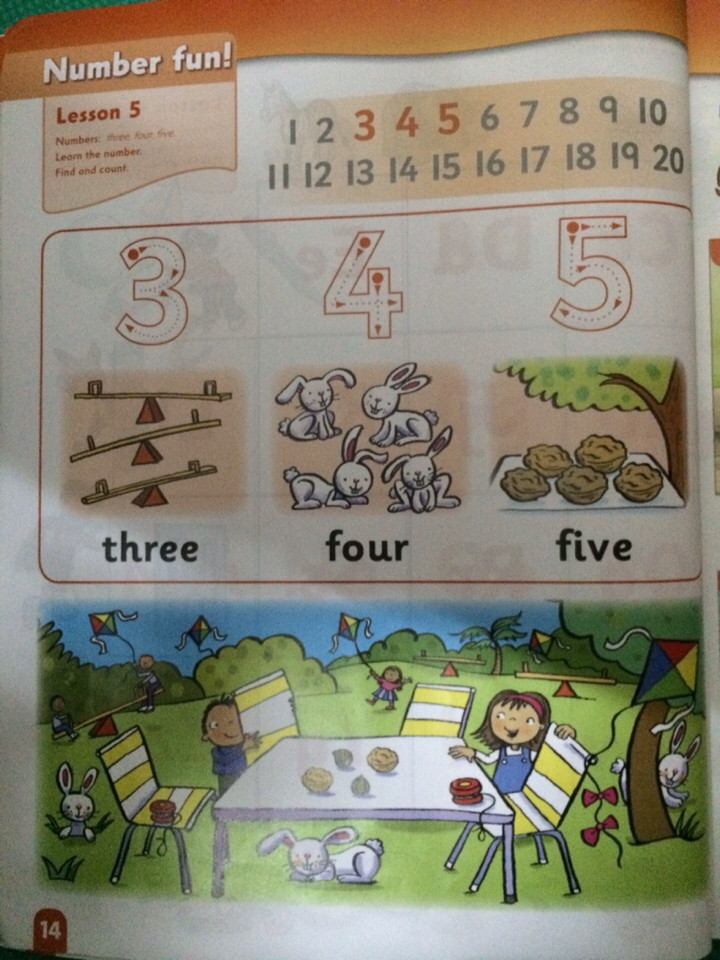 Number fun!
Lesson 5
Numbers: three, four, five.
Learn the number.
Find and count.
1 2 3 4 5 6 7 8 9 10
11 12 13 14 15 16 17 18 19 20
3 4 5
three four five
14